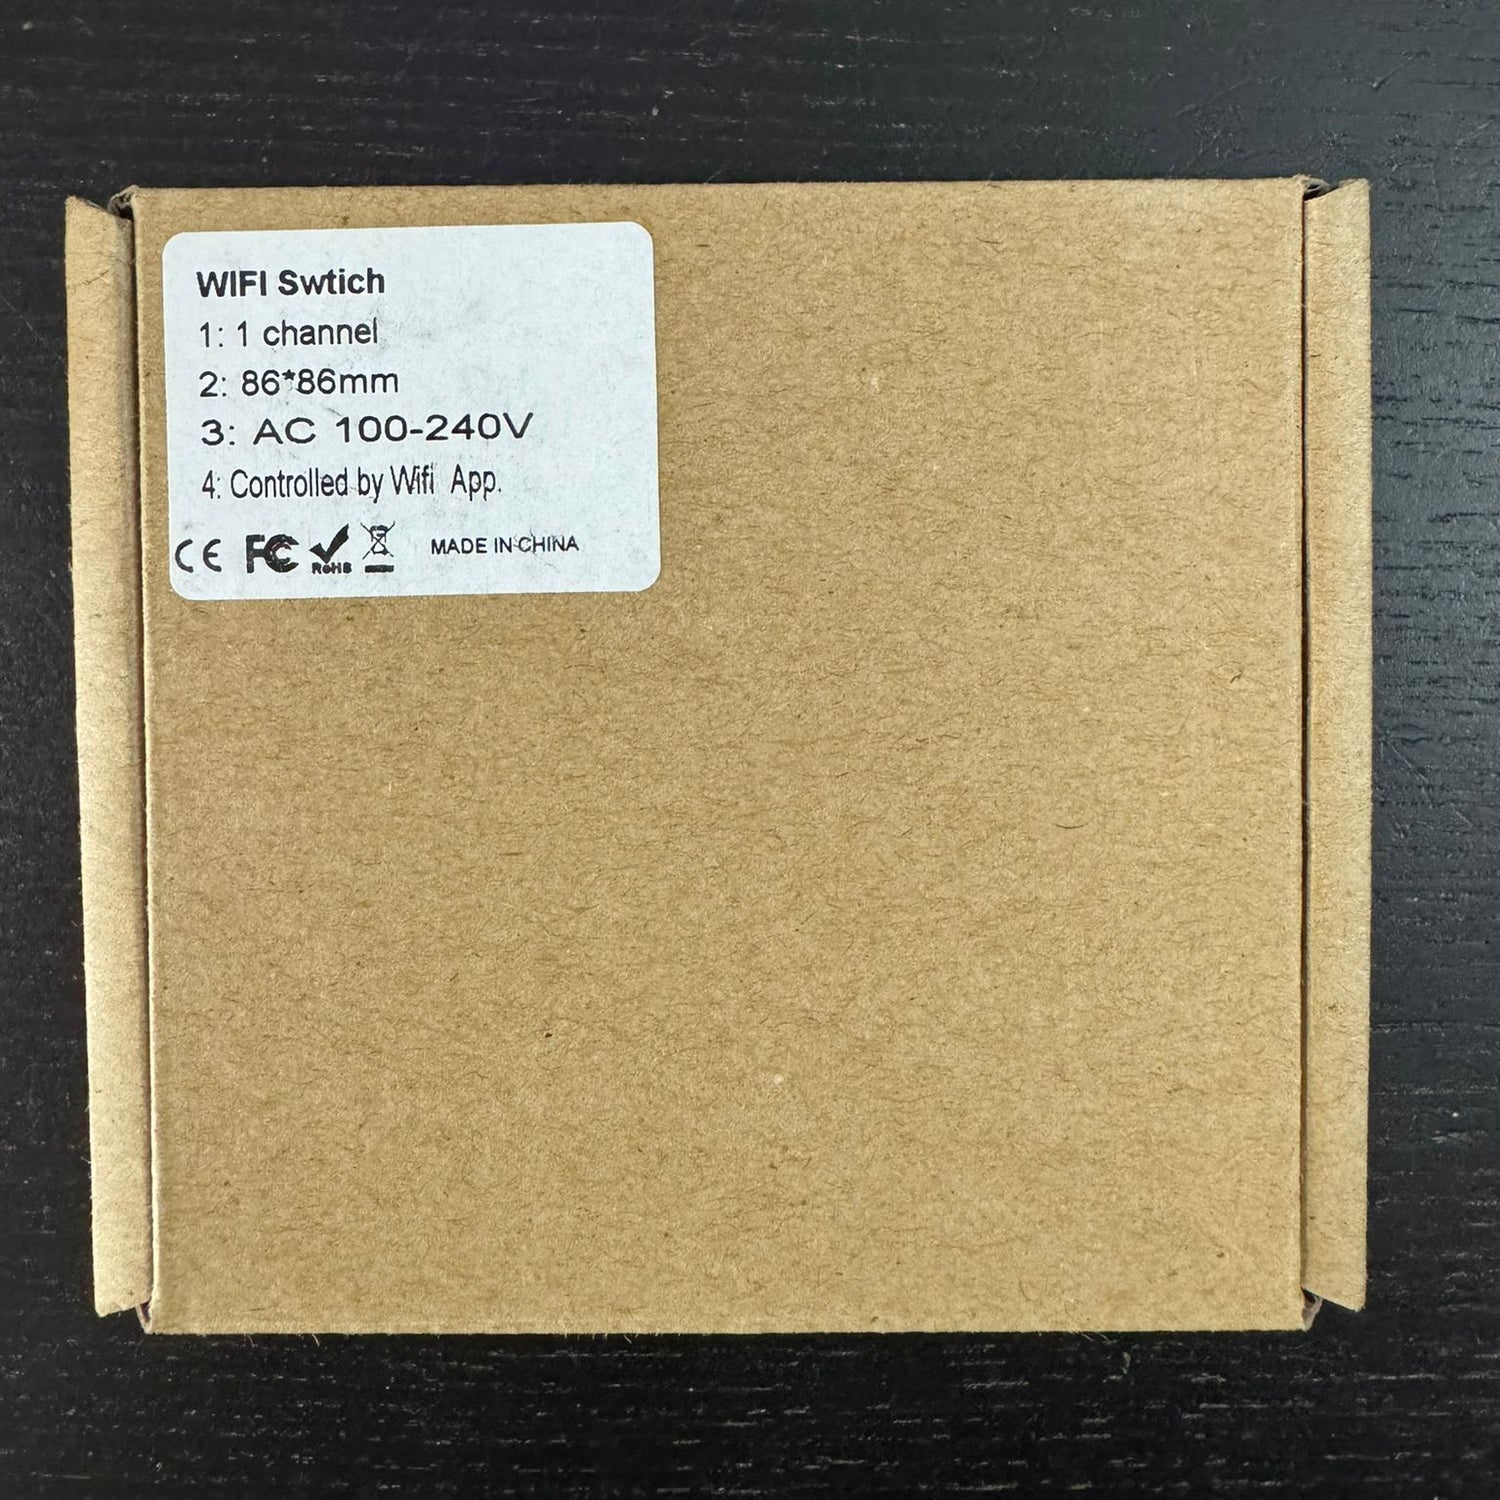 WIFI Swtich
1: 1 channel
2: 86*86mm
3: AC 100-240V
4: Controlled by Wifi App.
CE FC RoHS MADE IN CHINA